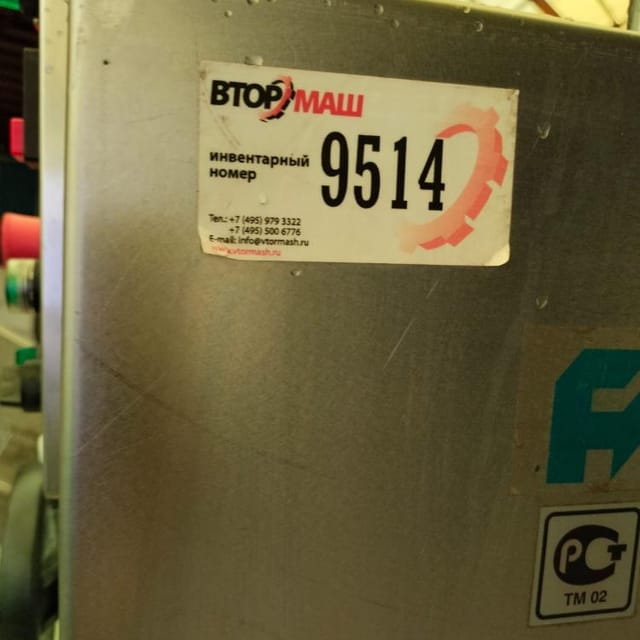 ВТОРМАШ
инвентарный
номер
9514
Тел.: +7 (495) 979 3322
+7 (495) 500 6776
E-mail: info@vtormash.ru
www.vtormash.ru
РСТ
ТМ 02